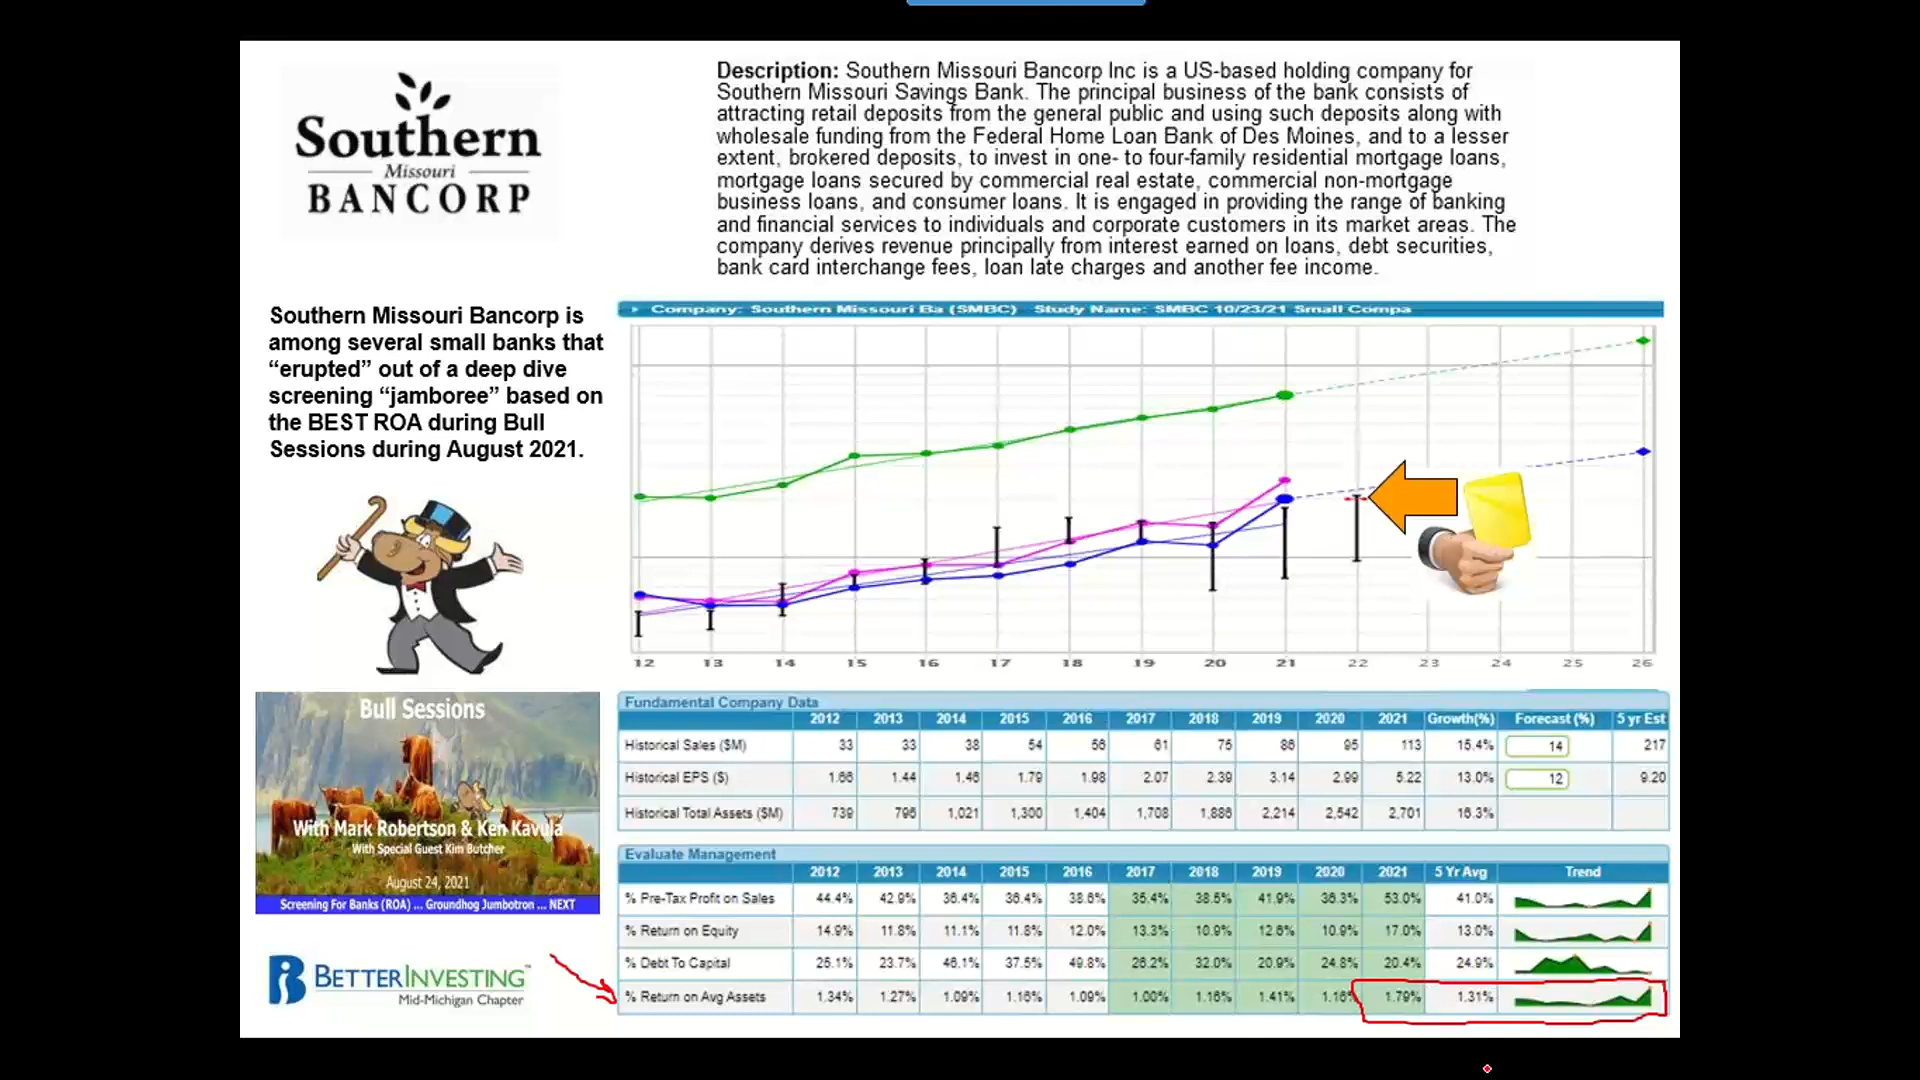 Southern
Missouri
BANCORP
Description: Southern Missouri Bancorp Inc is a US-based holding company for
Southern Missouri Savings Bank. The principal business of the bank consists of
attracting retail deposits from the general public and using such deposits along with
wholesale funding from the Federal Home Loan Bank of Des Moines, and to a lesser
extent, brokered deposits, to invest in one- to four-family residential mortgage loans,
mortgage loans secured by commercial real estate, commercial non-mortgage
business loans, and consumer loans. It is engaged in providing the range of banking
and financial services to individuals and corporate customers in its market areas. The
company derives revenue principally from interest earned on loans, debt securities,
bank card interchange fees, loan late charges and another fee income.
Southern Missouri Bancorp is
among several small banks that
“erupted” out of a deep dive
screening “jamboree” based on
the BEST ROA during Bull
Sessions during August 2021.
Company: Southern Missouri Ba (SMBC) Study Name: SMBC 10/23/21 Small Compa
12 13 14 15 16 17 18 19 20 21 22 23 24 25 26
Bull Sessions
With Mark Robertson & Ken Kavula
With Special Guest Kim Butcher
August 24, 2021
Screening For Banks (ROA) ... Groundhog Jumbotron ... NEXT
BETTERINVESTING™
Mid-Michigan Chapter
Fundamental Company Data
2012 2013 2014 2015 2016 2017 2018 2019 2020 2021 Growth(%) Forecast (%) 5 yr Est
Historical Sales ($M) 33 33 38 54 56 61 75 86 95 113 15.4% 14 217
Historical EPS ($) 1.66 1.44 1.46 1.79 1.98 2.07 2.39 3.14 2.99 5.22 13.0% 12 9.20
Historical Total Assets ($M) 739 796 1,021 1,300 1,404 1,708 1,886 2,214 2,542 2,701 16.3%
Evaluate Management
2012 2013 2014 2015 2016 2017 2018 2019 2020 2021 5 Yr Avg Trend
% Pre-Tax Profit on Sales 44.4% 42.9% 36.4% 36.4% 38.6% 35.4% 38.5% 41.9% 36.3% 53.0% 41.0%
% Return on Equity 14.9% 11.8% 11.1% 11.8% 12.0% 13.3% 10.9% 12.6% 10.9% 17.0% 13.0%
% Debt To Capital 26.1% 23.7% 46.1% 37.5% 49.8% 26.2% 32.0% 20.9% 24.8% 20.4% 24.9%
% Return on Avg Assets 1.34% 1.27% 1.09% 1.16% 1.09% 1.00% 1.16% 1.41% 1.16% 1.79% 1.31%